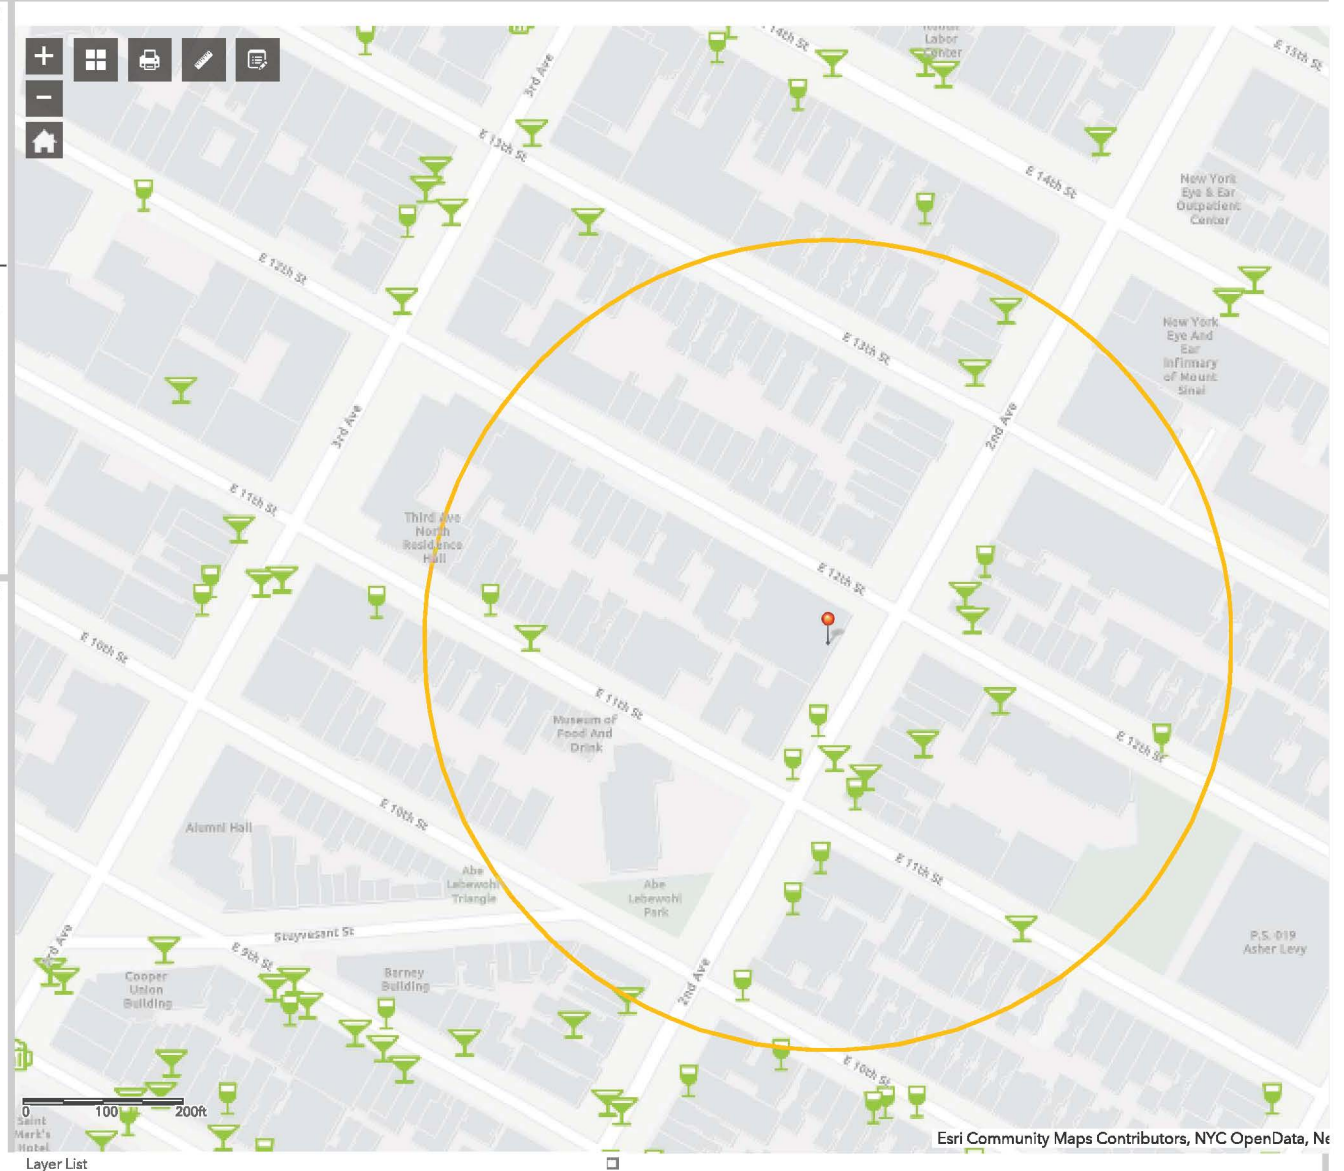 E 14th St
Labor
Center
E 15th St
3rd Ave
E 13th St
E 14th St
New York
Eye & Ear
Outpatient
Center
E 12th St
New York
Eye And
Ear
Infirmary
of Mount
Sinai
E 13th St
3rd Ave
2nd Ave
E 11th St
Third Ave
North
Residence
Hall
E 12th St
E 10th St
E 11th St
Museum of
Food And
Drink
E 12th St
E 10th St
Alumni Hall
E 11th St
Abe
Lebewohl
Triangle
Abe
Lebewohl
Park
Stuyvesant St
P.S. 019
Asher Levy
3rd Ave
E 9th St
Cooper
Union
Building
Barney
Building
2nd Ave
E 10th St
0 100 200ft
Saint
Mark's
Hotel
Esri Community Maps Contributors, NYC OpenData, Ne
Layer List